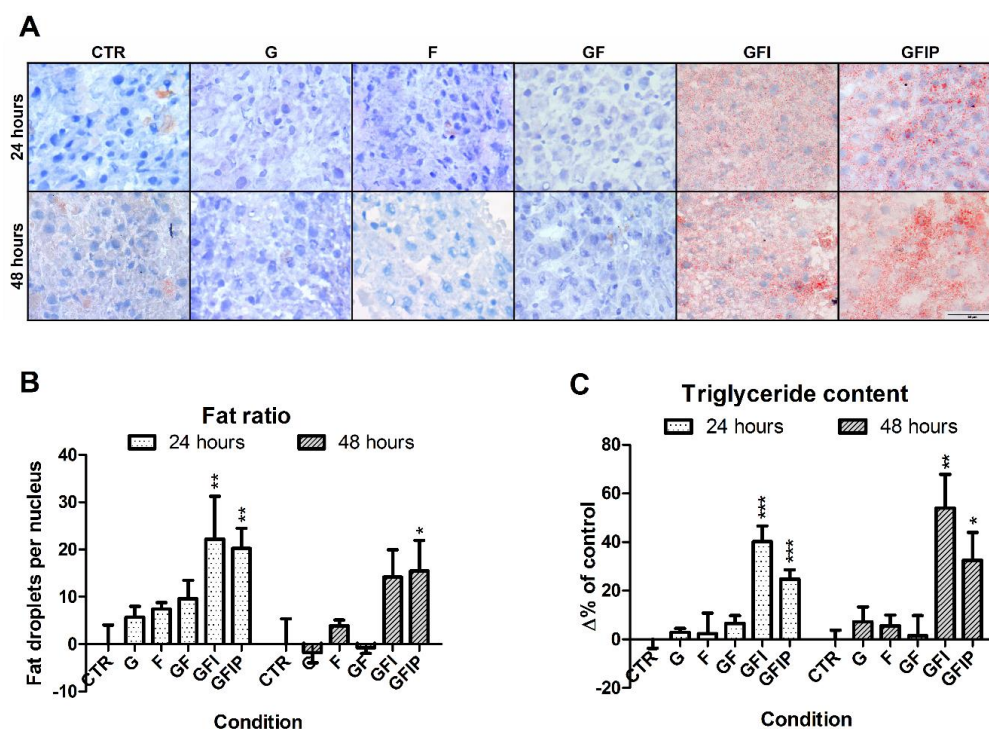 A
CTR G F GF GFI GFIP
24 hours
48 hours
B
Fat ratio
24 hours 48 hours
Fat droplets per nucleus
40
30
20
10
0
-10
** ** *
CTR G F GF GFI GFIP CTR G F GF GFI GFIP
Condition
C
Triglyceride content
24 hours 48 hours
Δ% of control
80
60
40
20
0
-20
*** *** ** *
CTR G F GF GFI GFIP CTR G F GF GFI GFIP
Condition